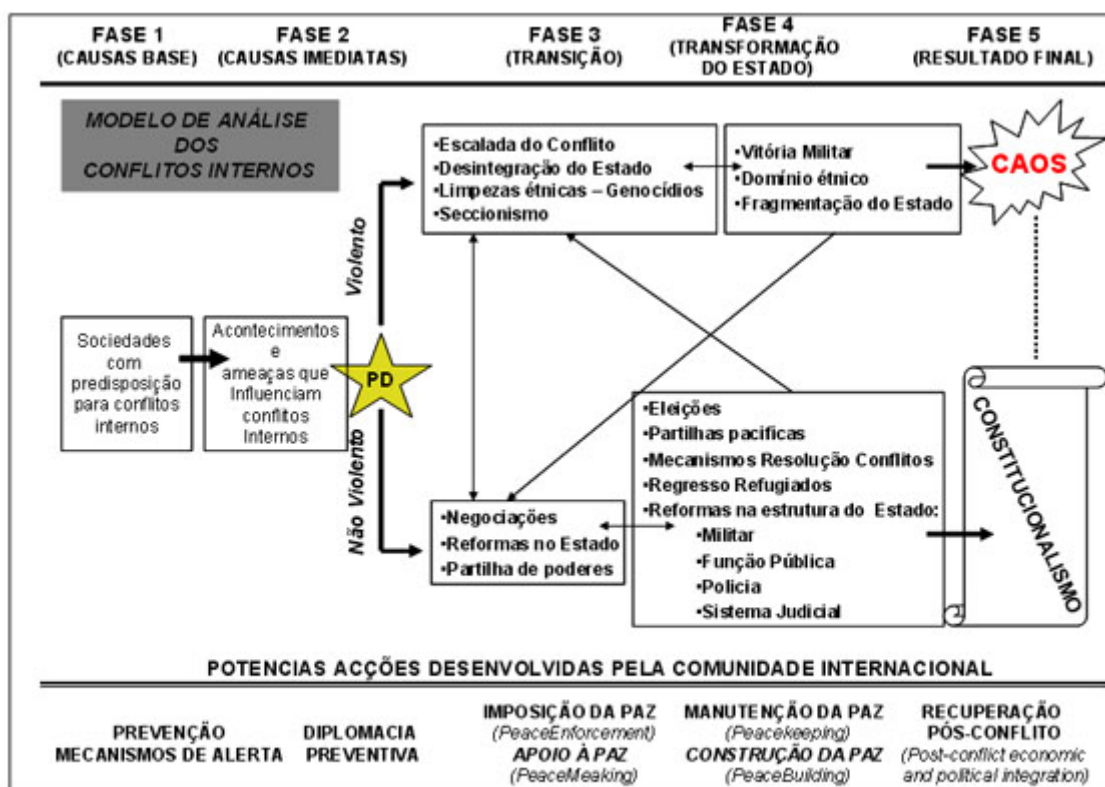 FASE 1
(CAUSAS BASE)
FASE 2
(CAUSAS IMEDIATAS)
FASE 3
(TRANSIÇÃO)
FASE 4
(TRANSFORMAÇÃO
DO ESTADO)
FASE 5
(RESULTADO FINAL)
MODELO DE ANÁLISE
DOS
CONFLITOS INTERNOS
•Escalada do Conflito
•Desintegração do Estado
•Limpezas étnicas – Genocídios
•Seccionismo
•Vitória Militar
•Domínio étnico
•Fragmentação do Estado
CAOS
Violento
Sociedades
com
predisposição
para conflitos
internos
Acontecimentos
e
ameaças que
Influenciam
conflitos
Internos
PD
Não Violento
•Negociações
•Reformas no Estado
•Partilha de poderes
•Eleições
•Partilhas pacificas
•Mecanismos Resolução Conflitos
•Regresso Refugiados
•Reformas na estrutura do Estado:
•Militar
•Função Pública
•Policia
•Sistema Judicial
CONSTITUCIONALISMO
POTENCIAS ACÇÕES DESENVOLVIDAS PELA COMUNIDADE INTERNACIONAL
PREVENÇÃO
MECANISMOS DE ALERTA
DIPLOMACIA
PREVENTIVA
IMPOSIÇÃO DA PAZ
(PeaceEnforcement)
APOIO À PAZ
(PeaceMeaking)
MANUTENÇÃO DA PAZ
(Peacekeeping)
CONSTRUÇÃO DA PAZ
(PeaceBuilding)
RECUPERAÇÃO
PÓS-CONFLITO
(Post-conflict economic
and political integration)